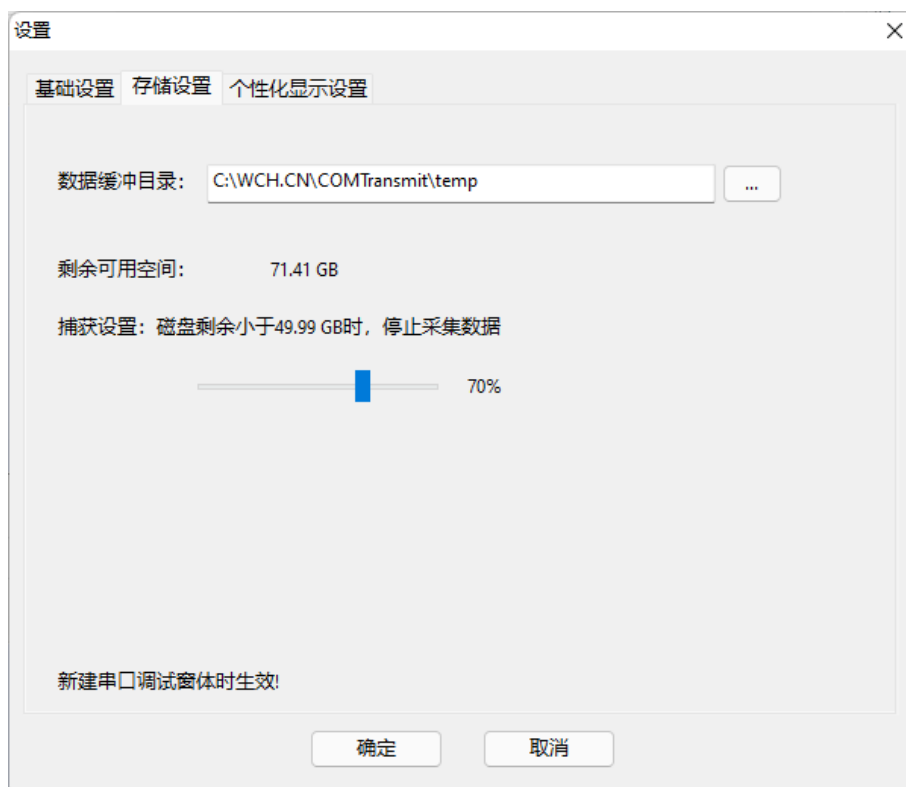 设置
基础设置 存储设置 个性化显示设置
数据缓冲目录： C:\WCH.CN\COMTransmit\temp ...
剩余可用空间： 71.41 GB
捕获设置：磁盘剩余小于49.99 GB时，停止采集数据
70%
新建串口调试窗体时生效!
确定 取消